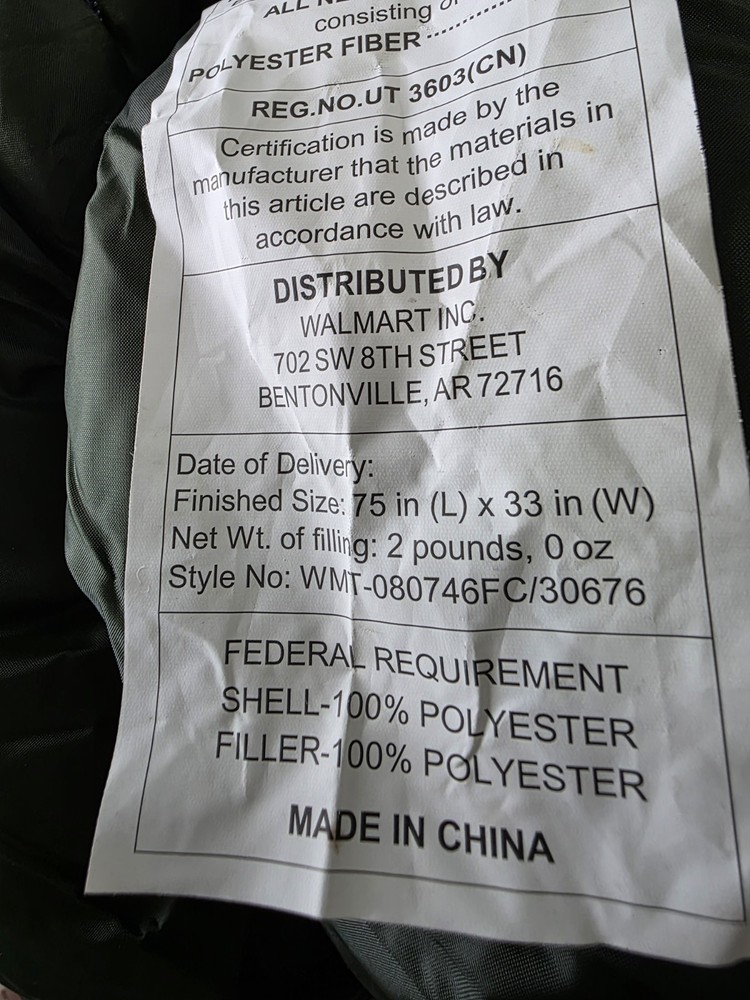 ALL
consisting
POLYESTER FIBER..............
REG.NO.UT 3603(CN)
Certification is made by the
manufacturer that the materials in
this article are described in
accordance with law.
DISTRIBUTED BY
WALMART INC.
702 SW 8TH STREET
BENTONVILLE, AR 72716
Date of Delivery:
Finished Size: 75 in (L) x 33 in (W)
Net Wt. of filling: 2 pounds, 0 oz
Style No: WMT-080746FC/30676
FEDERAL REQUIREMENT
SHELL-100% POLYESTER
FILLER-100% POLYESTER
MADE IN CHINA